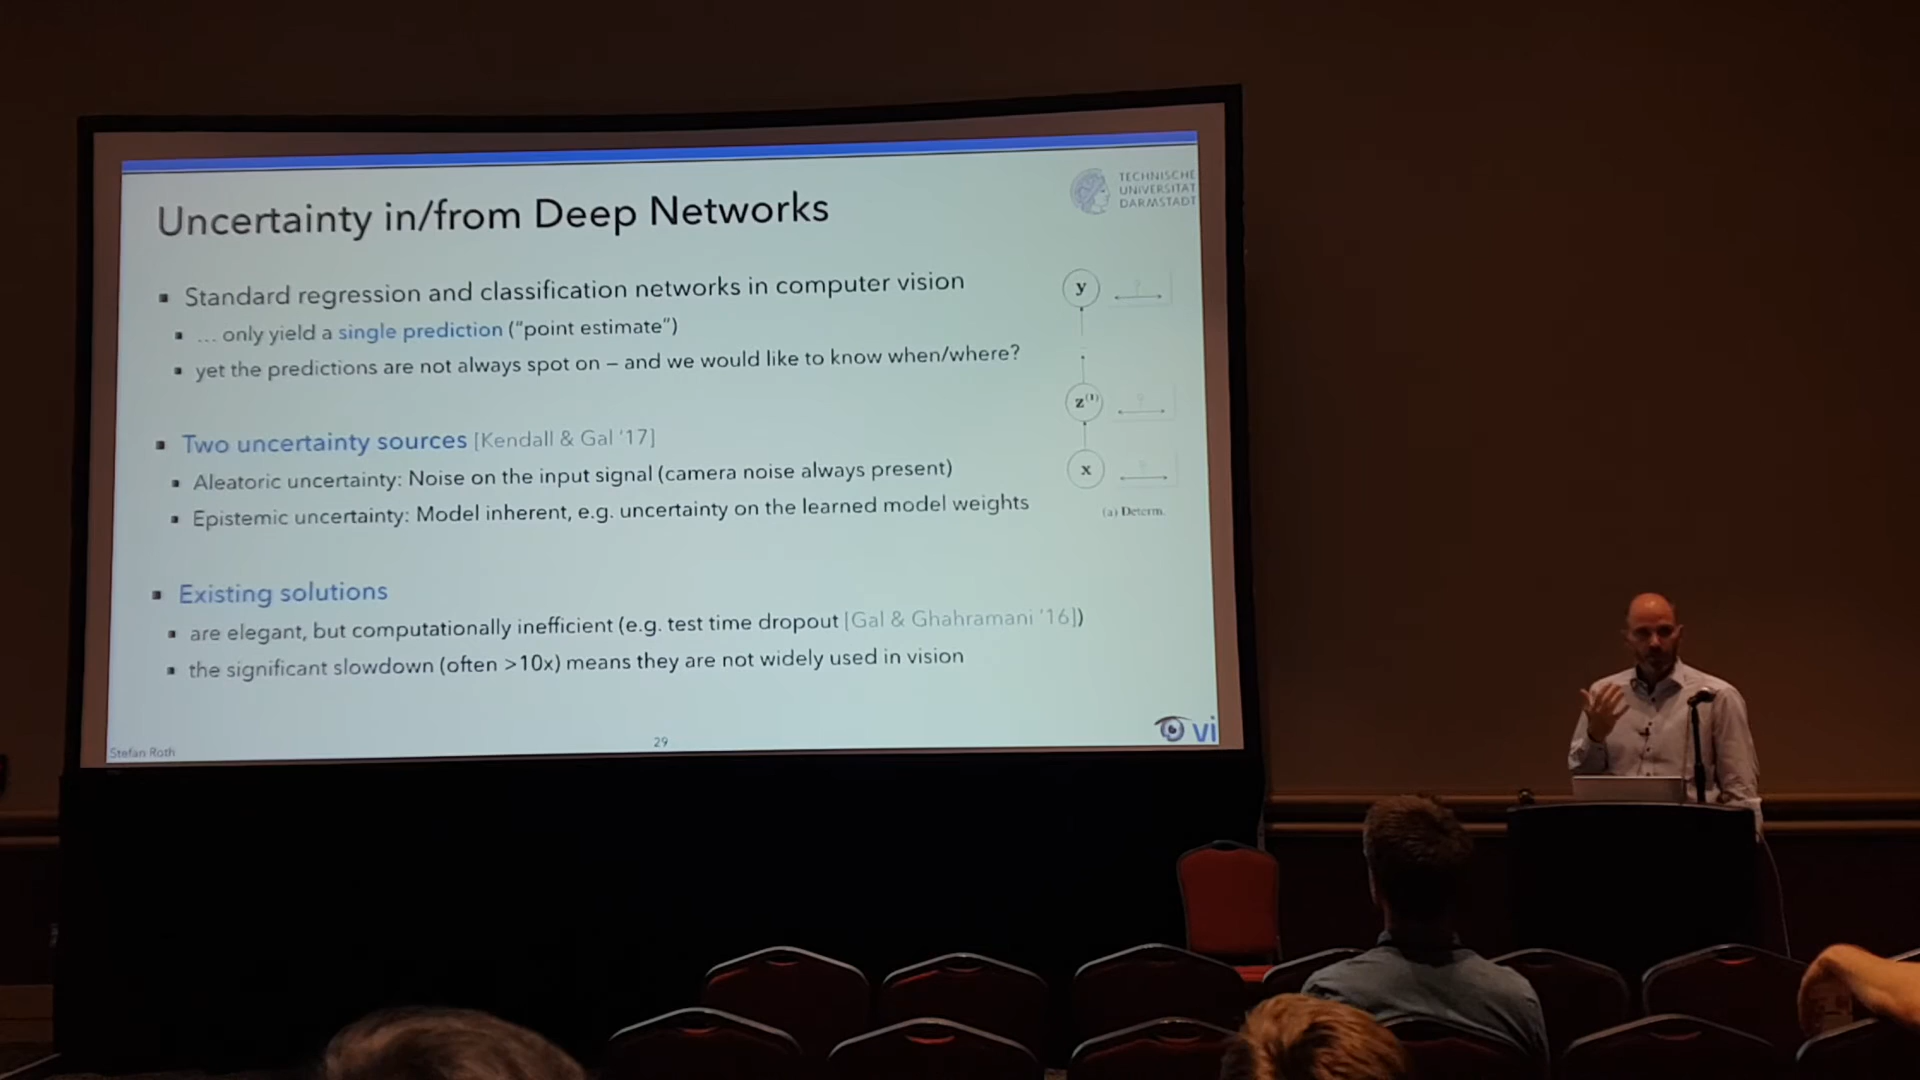 TECHNISCHE
UNIVERSITÄT
DARMSTADT
Uncertainty in/from Deep Networks
▪ Standard regression and classification networks in computer vision
▪ … only yield a single prediction (“point estimate”)
▪ yet the predictions are not always spot on – and we would like to know when/where?
▪ Two uncertainty sources [Kendall & Gal ’17]
▪ Aleatoric uncertainty: Noise on the input signal (camera noise always present)
▪ Epistemic uncertainty: Model inherent, e.g. uncertainty on the learned model weights
▪ Existing solutions
▪ are elegant, but computationally inefficient (e.g. test time dropout [Gal & Ghahramani ’16])
▪ the significant slowdown (often >10x) means they are not widely used in vision
y ?
z⁽¹⁾ ?
x
(a) Determ.
Stefan Roth
29
vi